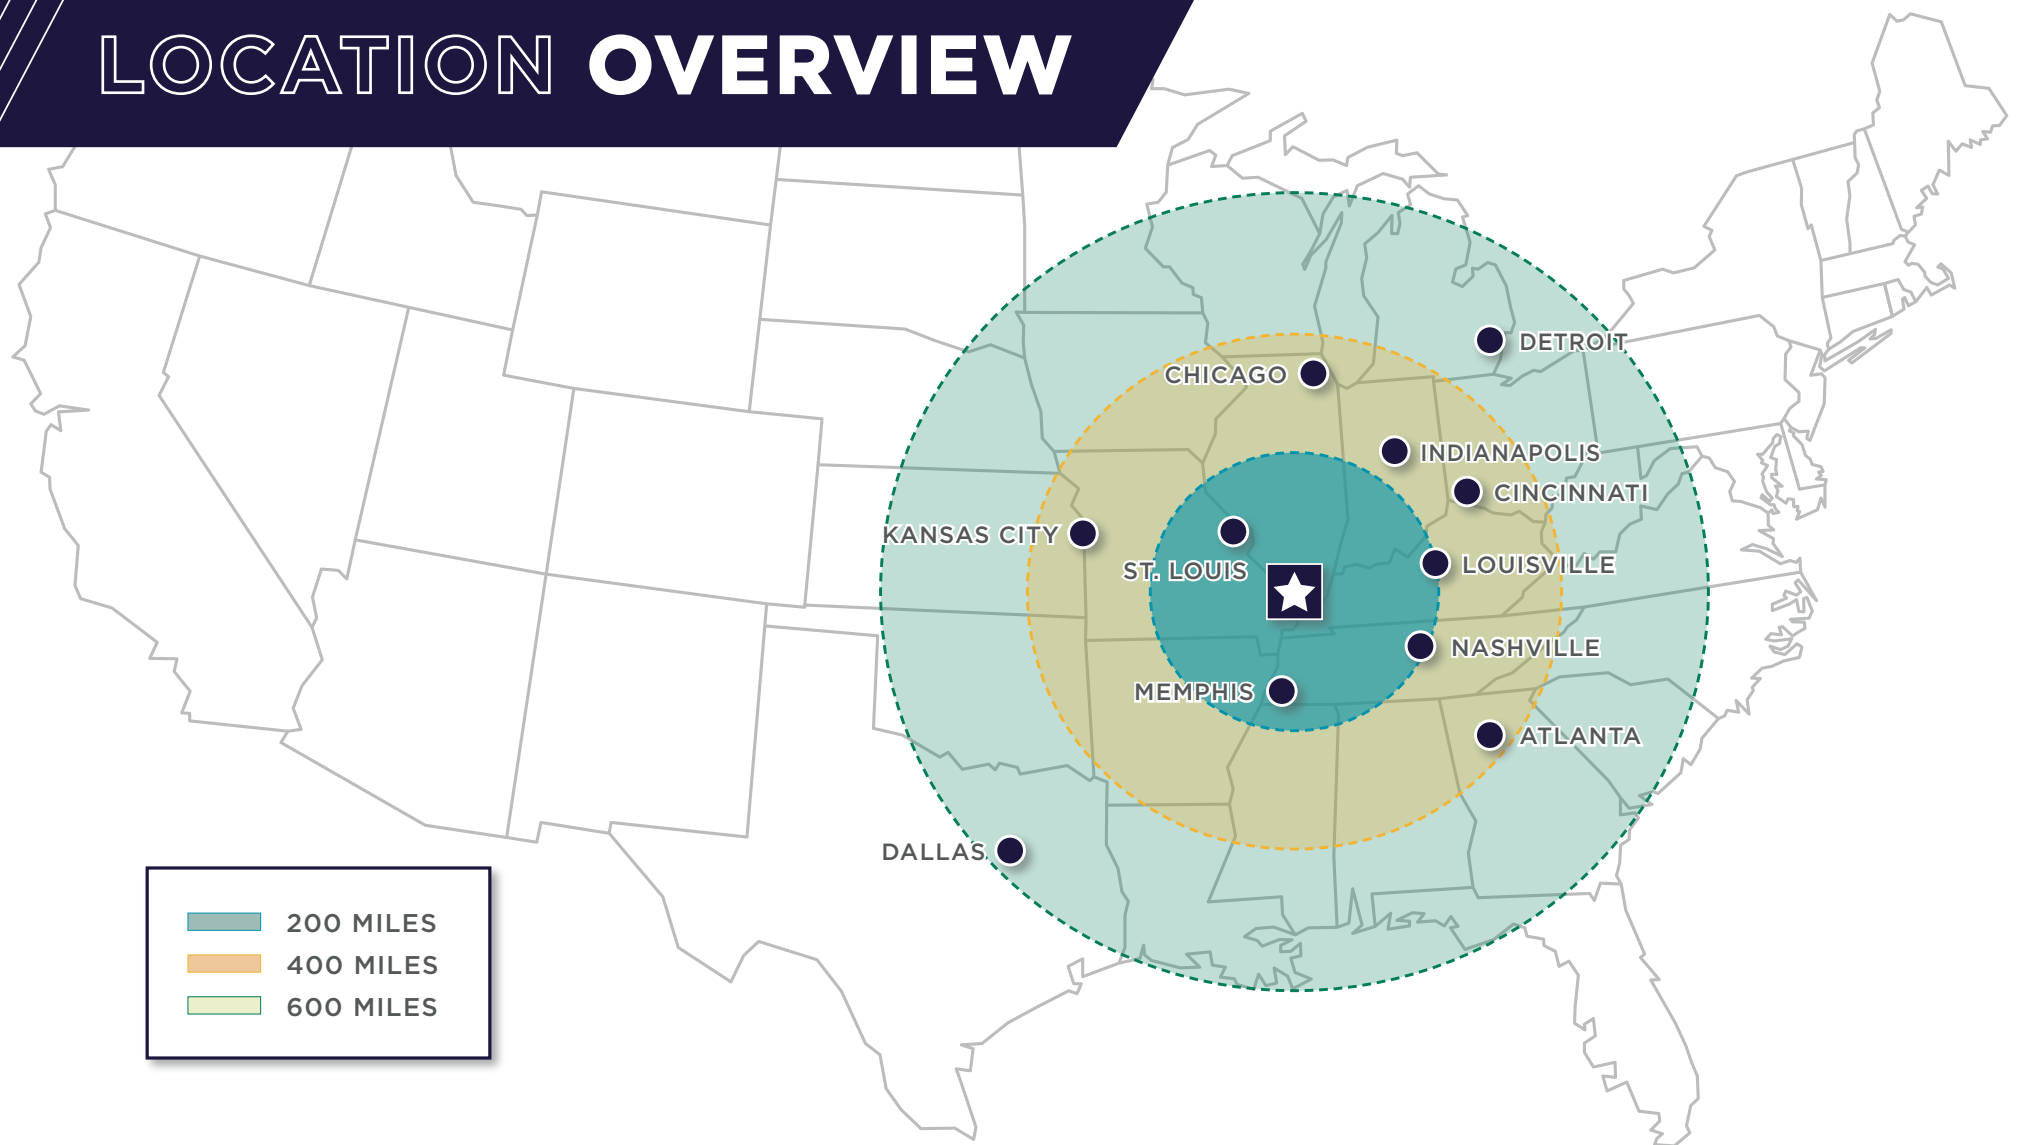 LOCATION OVERVIEW
DETROIT
CHICAGO
INDIANAPOLIS
CINCINNATI
KANSAS CITY
ST. LOUIS
LOUISVILLE
NASHVILLE
MEMPHIS
ATLANTA
DALLAS
200 MILES
400 MILES
600 MILES